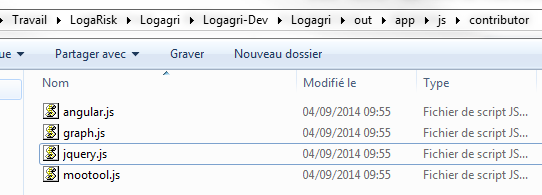 Travail LogaRisk Logagri Logagri-Dev Logagri out app js contributor
ue Partager avec Graver Nouveau dossier
Nom Modifié le Type
angular.js 04/09/2014 09:55 Fichier de script JS...
graph.js 04/09/2014 09:55 Fichier de script JS...
jquery.js 04/09/2014 09:55 Fichier de script JS...
mootool.js 04/09/2014 09:55 Fichier de script JS...